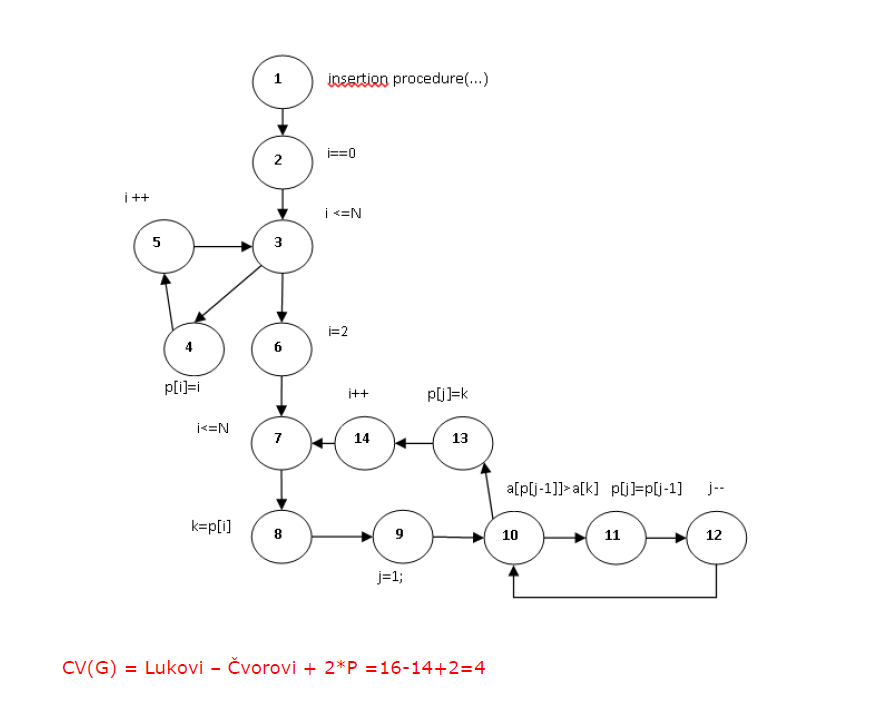 1 insertion procedure(...)
2 i==0
i ++
i <=N
5 3
i=2
4 6
p[i]=i
i++ p[j]=k
i<=N
7 14 13
a[p[j-1]]>a[k] p[j]=p[j-1] j--
k=p[i]
8 9 10 11 12
j=1;
CV(G) = Lukovi – Čvorovi + 2*P =16-14+2=4